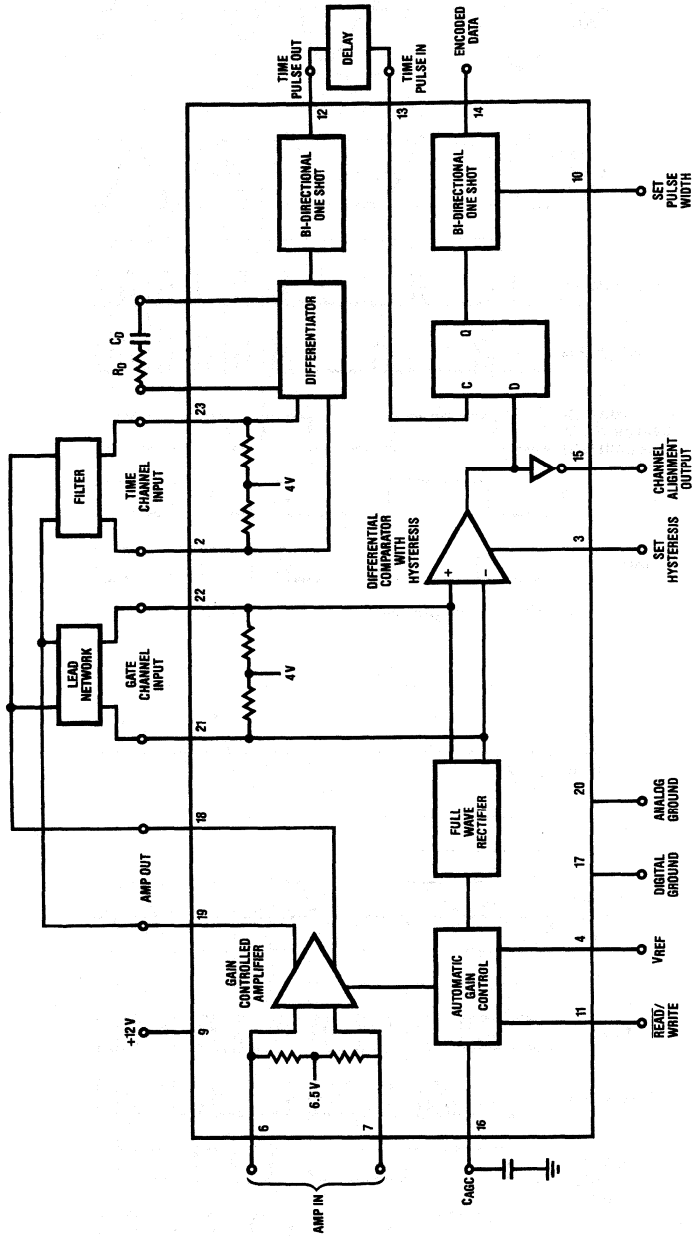 +12V
9
AMP OUT
19
18
LEAD
NETWORK
GATE
CHANNEL
INPUT
21
22
4V
FILTER
TIME
CHANNEL
INPUT
2
23
4V
RD
CD
AMP IN
6
7
6.5V
GAIN
CONTROLLED
AMPLIFIER
DIFFERENTIATOR
BI-DIRECTIONAL
ONE SHOT
12
TIME
PULSE OUT
DELAY
13
TIME
PULSE IN
CAGC
16
AUTOMATIC
GAIN
CONTROL
FULL
WAVE
RECTIFIER
DIFFERENTIAL
COMPARATOR
WITH
HYSTERESIS
+
−
C
D
Q
BI-DIRECTIONAL
ONE SHOT
14
ENCODED
DATA
11
READ/
WRITE
4
VREF
17
DIGITAL
GROUND
20
ANALOG
GROUND
3
SET
HYSTERESIS
15
CHANNEL
ALIGNMENT
OUTPUT
10
SET
PULSE
WIDTH